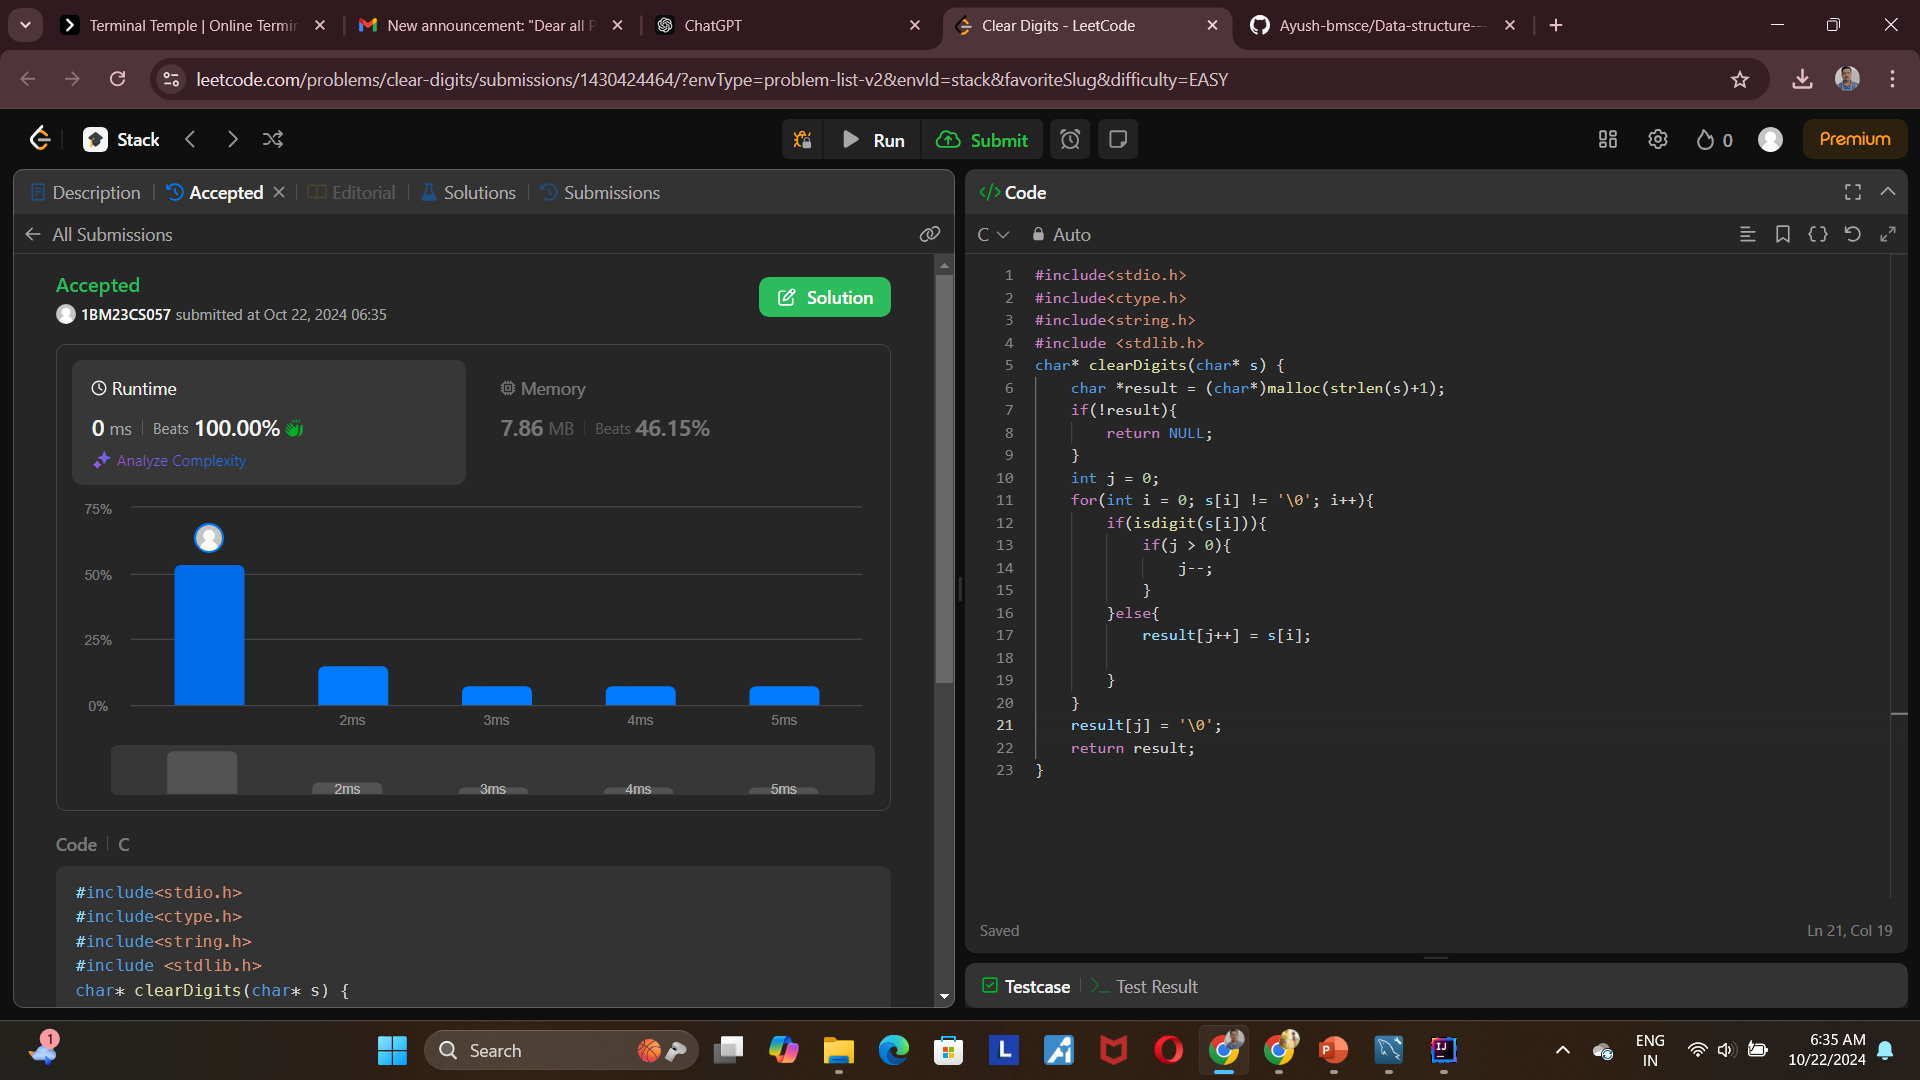 Terminal Temple | Online Termin
New announcement: "Dear all P
ChatGPT
Clear Digits - LeetCode
Ayush-bmsce/Data-structure--
leetcode.com/problems/clear-digits/submissions/1430424464/?envType=problem-list-v2&envId=stack&favoriteSlug&difficulty=EASY
Stack
Run
Submit
0
Premium
Description
Accepted
Editorial
Solutions
Submissions
All Submissions
Accepted
1BM23CS057 submitted at Oct 22, 2024 06:35
Solution
Runtime
0 ms
Beats 100.00%
Analyze Complexity
Memory
7.86 MB
Beats 46.15%
75%
50%
25%
0%
2ms
3ms
4ms
5ms
2ms
3ms
4ms
5ms
Code
C
#include<stdio.h>
#include<ctype.h>
#include<string.h>
#include <stdlib.h>
char* clearDigits(char* s) {
</> Code
C
Auto
1 #include<stdio.h>
2 #include<ctype.h>
3 #include<string.h>
4 #include <stdlib.h>
5 char* clearDigits(char* s) {
6 char *result = (char*)malloc(strlen(s)+1);
7 if(!result){
8 return NULL;
9 }
10 int j = 0;
11 for(int i = 0; s[i] != '\0'; i++){
12 if(isdigit(s[i])){
13 if(j > 0){
14 j--;
15 }
16 }else{
17 result[j++] = s[i];
18
19 }
20 }
21 result[j] = '\0';
22 return result;
23 }
Saved
Ln 21, Col 19
Testcase
Test Result
1
Search
L
P
IJ
ENG
IN
6:35 AM
10/22/2024